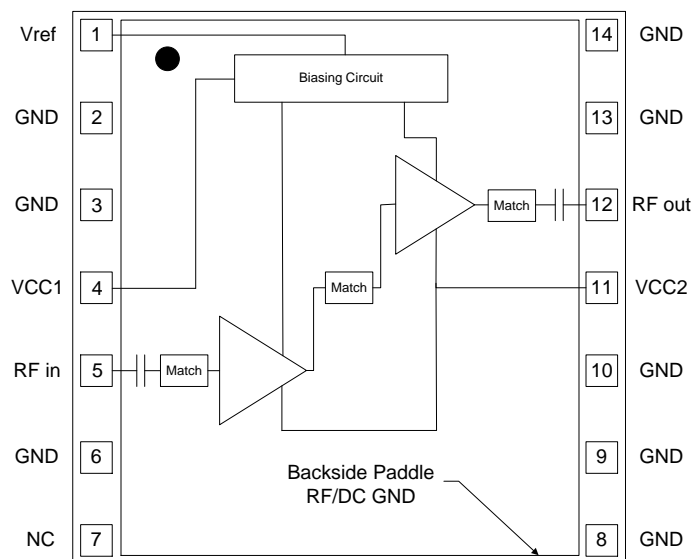 Vref 1 14 GND
Biasing Circuit
GND 2 13 GND
GND 3 Match 12 RF out
VCC1 4 Match 11 VCC2
RF in 5 Match 10 GND
GND 6 9 GND
Backside Paddle
RF/DC GND
NC 7 8 GND